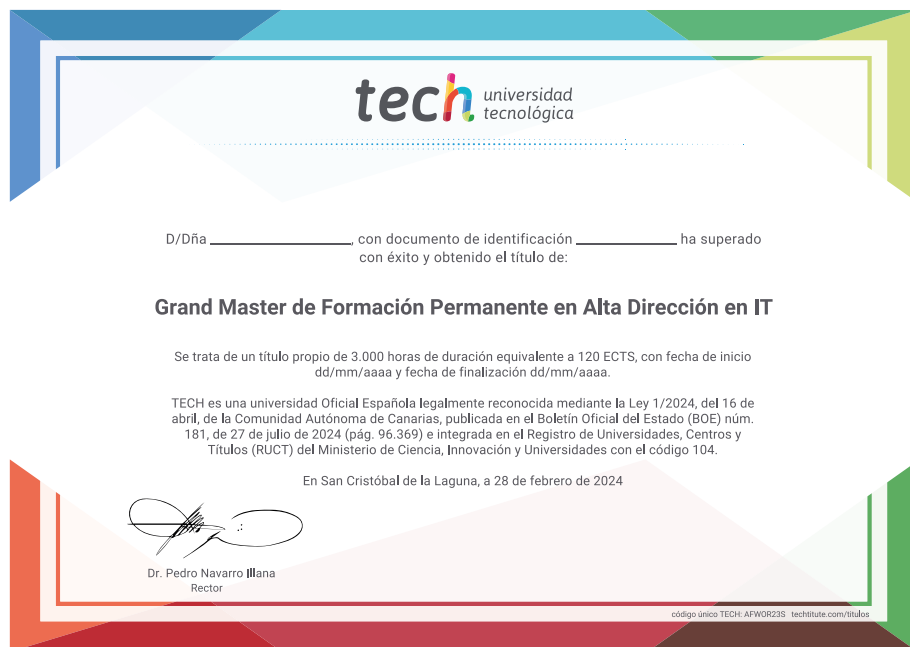 tech universidad
tecnológica
D/Dña ____________________, con documento de identificación ______________ ha superado
con éxito y obtenido el título de:
Grand Master de Formación Permanente en Alta Dirección en IT
Se trata de un título propio de 3.000 horas de duración equivalente a 120 ECTS, con fecha de inicio
dd/mm/aaaa y fecha de finalización dd/mm/aaaa.
TECH es una universidad Oficial Española legalmente reconocida mediante la Ley 1/2024, del 16 de
abril, de la Comunidad Autónoma de Canarias, publicada en el Boletín Oficial del Estado (BOE) núm.
181, de 27 de julio de 2024 (pág. 96.369) e integrada en el Registro de Universidades, Centros y
Títulos (RUCT) del Ministerio de Ciencia, Innovación y Universidades con el código 104.
En San Cristóbal de la Laguna, a 28 de febrero de 2024
Dr. Pedro Navarro Illana
Rector
código único TECH: AFWOR23S techtitute.com/titulos